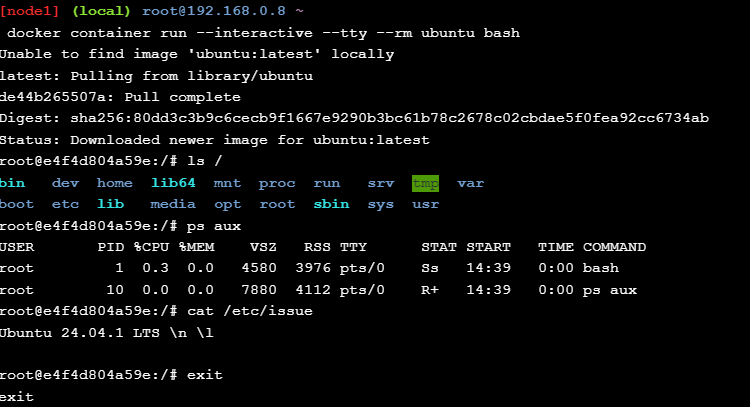 [node1] (local) root@192.168.0.8 ~
docker container run --interactive --tty --rm ubuntu bash
Unable to find image 'ubuntu:latest' locally
latest: Pulling from library/ubuntu
de44b265507a: Pull complete
Digest: sha256:80dd3c3b9c6cecb9f1667e9290b3bc61b78c2678c02cbdae5f0fea92cc6734ab
Status: Downloaded newer image for ubuntu:latest
root@e4f4d804a59e:/# ls /
bin dev home lib64 mnt proc run srv tmp var
boot etc lib media opt root sbin sys usr
root@e4f4d804a59e:/# ps aux
USER PID %CPU %MEM VSZ RSS TTY STAT START TIME COMMAND
root 1 0.3 0.0 4580 3976 pts/0 Ss 14:39 0:00 bash
root 10 0.0 0.0 7880 4112 pts/0 R+ 14:39 0:00 ps aux
root@e4f4d804a59e:/# cat /etc/issue
Ubuntu 24.04.1 LTS \n \l
root@e4f4d804a59e:/# exit
exit